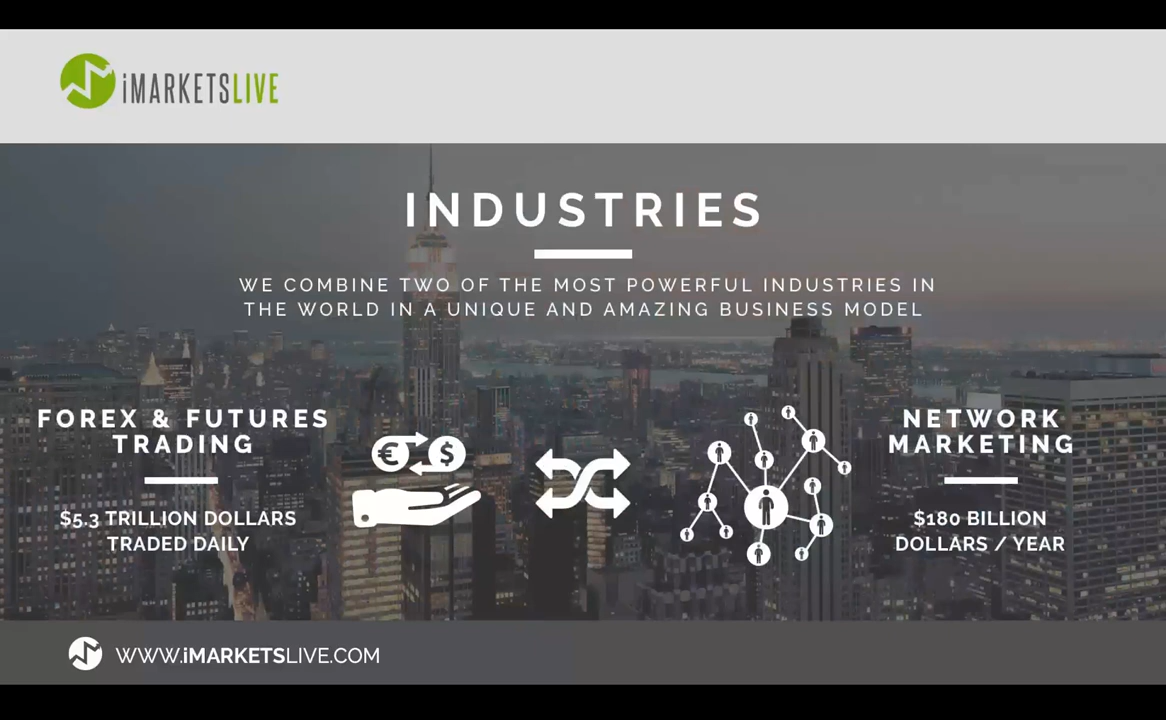 iMARKETSLIVE
INDUSTRIES
WE COMBINE TWO OF THE MOST POWERFUL INDUSTRIES IN
THE WORLD IN A UNIQUE AND AMAZING BUSINESS MODEL
FOREX & FUTURES
TRADING
$5.3 TRILLION DOLLARS
TRADED DAILY
€ $
NETWORK
MARKETING
$180 BILLION
DOLLARS / YEAR
WWW.iMARKETSLIVE.COM